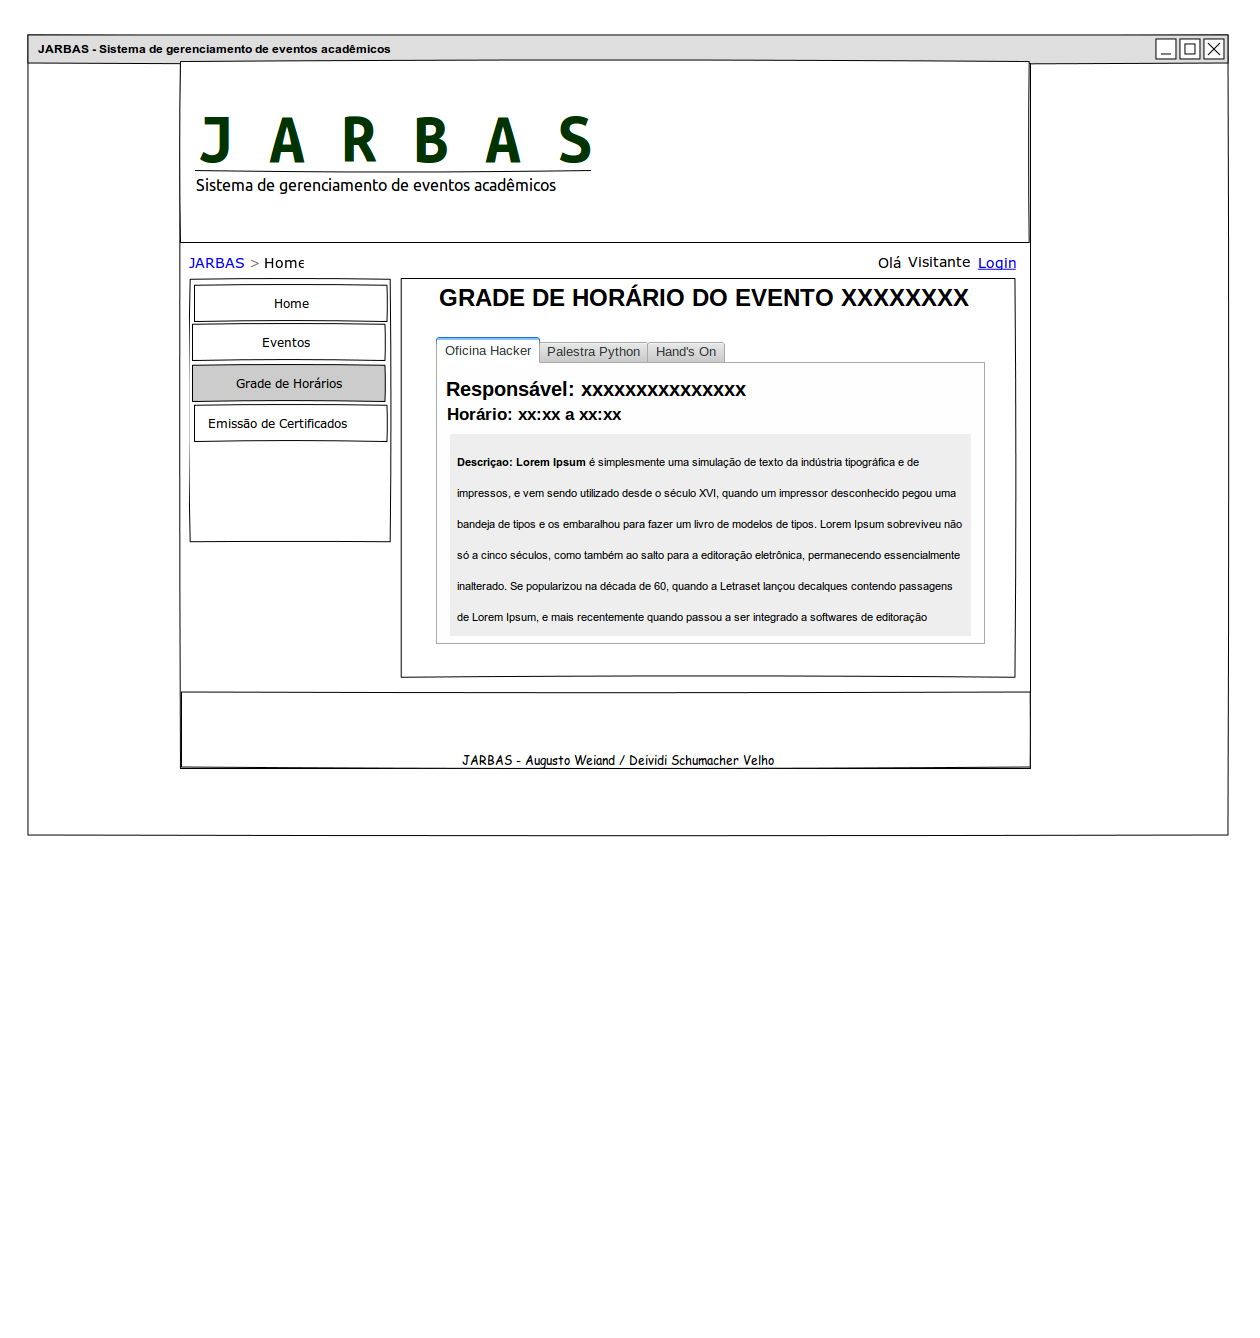 JARBAS - Sistema de gerenciamento de eventos acadêmicos
J A R B A S
Sistema de gerenciamento de eventos acadêmicos
JARBAS > Home
Olá Visitante Login
Home
Eventos
Grade de Horários
Emissão de Certificados
GRADE DE HORÁRIO DO EVENTO XXXXXXXX
Oficina Hacker Palestra Python Hand's On
Responsável: xxxxxxxxxxxxxxx
Horário: xx:xx a xx:xx
Descriçao: Lorem Ipsum é simplesmente uma simulação de texto da indústria tipográfica e de
impressos, e vem sendo utilizado desde o século XVI, quando um impressor desconhecido pegou uma
bandeja de tipos e os embaralhou para fazer um livro de modelos de tipos. Lorem Ipsum sobreviveu não
só a cinco séculos, como também ao salto para a editoração eletrônica, permanecendo essencialmente
inalterado. Se popularizou na década de 60, quando a Letraset lançou decalques contendo passagens
de Lorem Ipsum, e mais recentemente quando passou a ser integrado a softwares de editoração
JARBAS - Augusto Weiand / Deividi Schumacher Velho